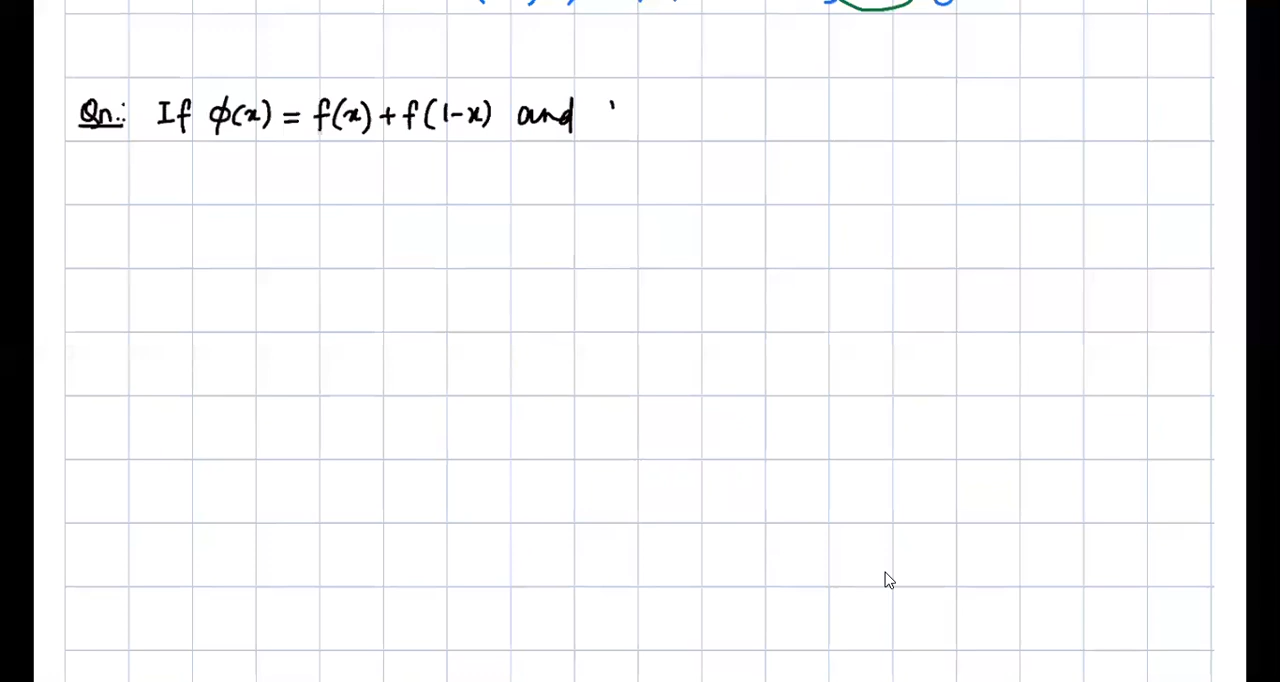 Qn.: If ϕ(x) = f(x) + f(1-x) and